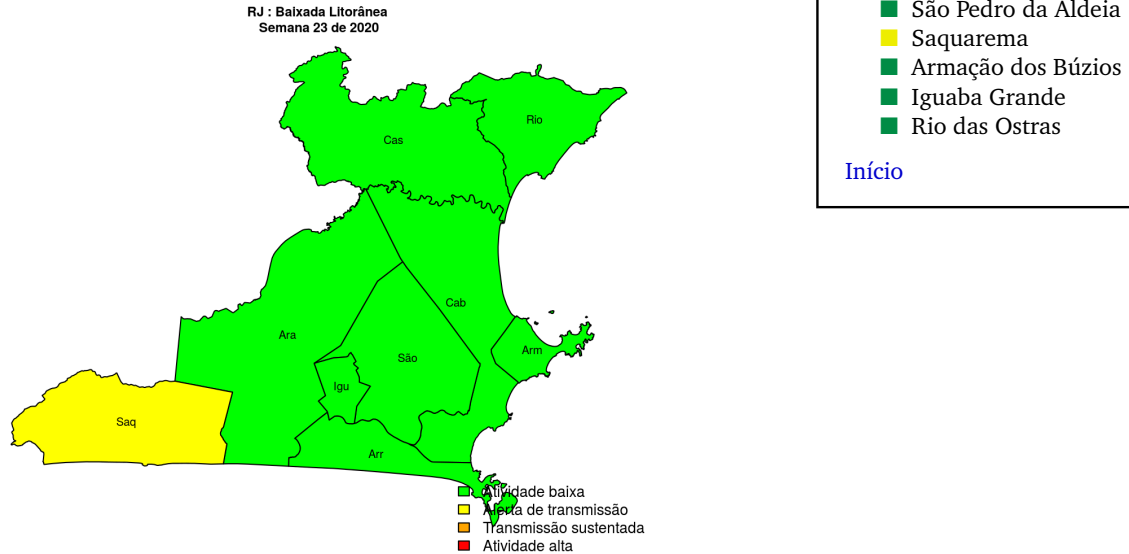 RJ : Baixada Litorânea
Semana 23 de 2020
Cas
Rio
Cab
Ara
Arm
São
Igu
Saq
Arr
Atividade baixa
Alerta de transmissão
Transmissão sustentada
Atividade alta
São Pedro da Aldeia
Saquarema
Armação dos Búzios
Iguaba Grande
Rio das Ostras
Início